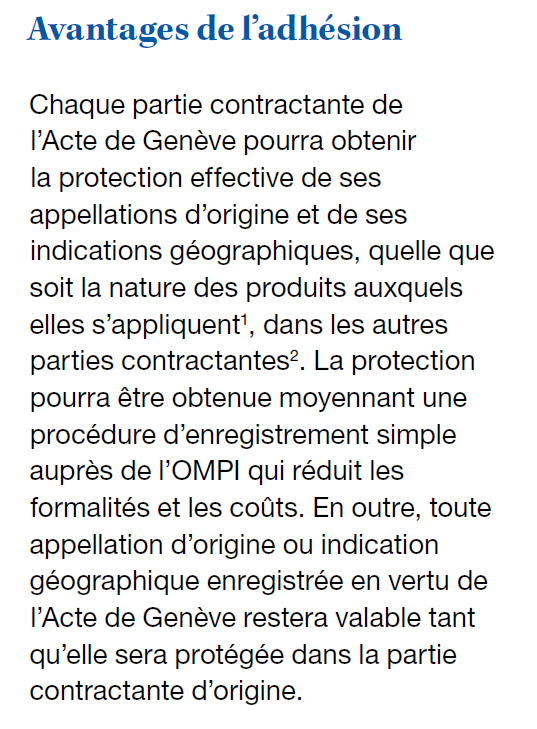 Avantages de l’adhésion
Chaque partie contractante de
l’Acte de Genève pourra obtenir
la protection effective de ses
appellations d’origine et de ses
indications géographiques, quelle que
soit la nature des produits auxquels
elles s’appliquent¹, dans les autres
parties contractantes². La protection
pourra être obtenue moyennant une
procédure d’enregistrement simple
auprès de l’OMPI qui réduit les
formalités et les coûts. En outre, toute
appellation d’origine ou indication
géographique enregistrée en vertu de
l’Acte de Genève restera valable tant
qu’elle sera protégée dans la partie
contractante d’origine.